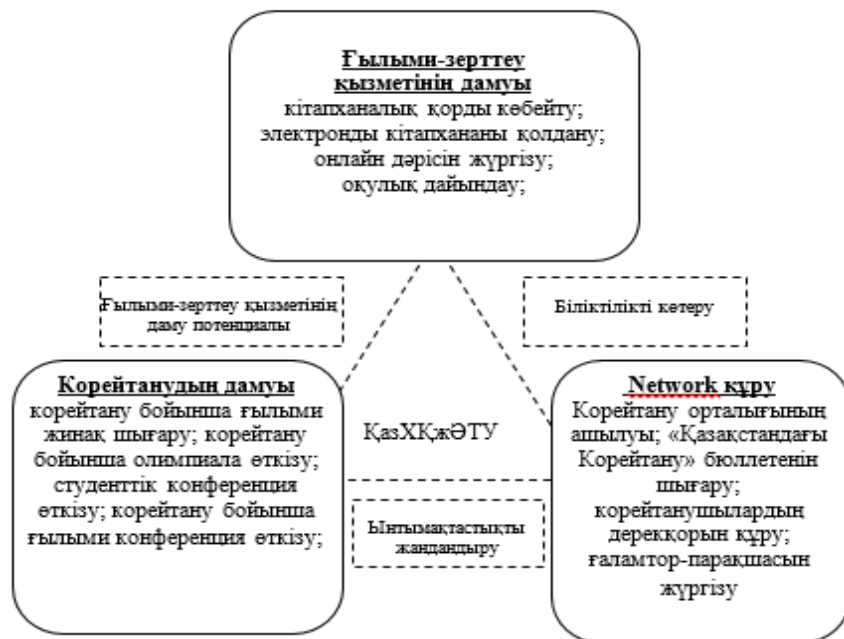 Ғылыми-зерттеу
қызметінің дамуы
кітапханалық қорды көбейту;
электронды кітапхананы қолдану;
онлайн дәрісін жүргізу;
оқулық дайындау;
Ғылыми-зерттеу қызметінің
даму потенциалы
Біліктілікті көтеру
Корейтанудың дамуы
корейтану бойынша ғылыми
жинақ шығару; корейтану
бойынша олимпиала өткізу;
студенттік конференция
өткізу; корейтану бойынша
ғылыми конференция өткізу;
ҚазХҚжӘТУ
Ынтымақтастықты
жандандыру
Network құру
Корейтану орталығының
ашылуы; «Қазақстандағы
Корейтану» бюллетенін
шығару;
корейтанушылардың
дерекқорын құру;
ғаламтор-парақшасын
жүргізу